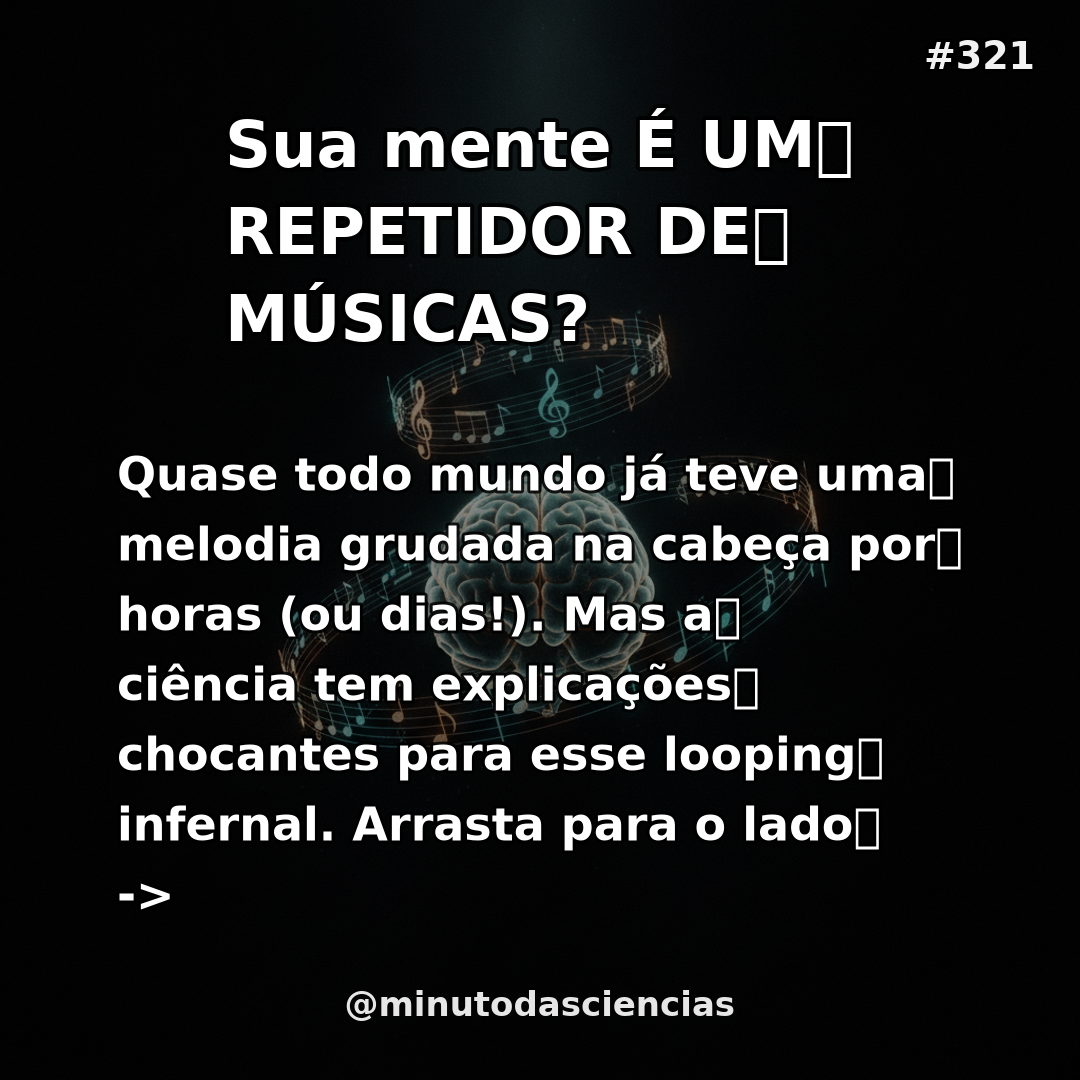 #321
Sua mente É UM▯
REPETIDOR DE▯
MÚSICAS?
Quase todo mundo já teve uma▯
melodia grudada na cabeça por▯
horas (ou dias!). Mas a▯
ciência tem explicações▯
chocantes para esse looping▯
infernal. Arrasta para o lado▯
->
@minutodasciencias